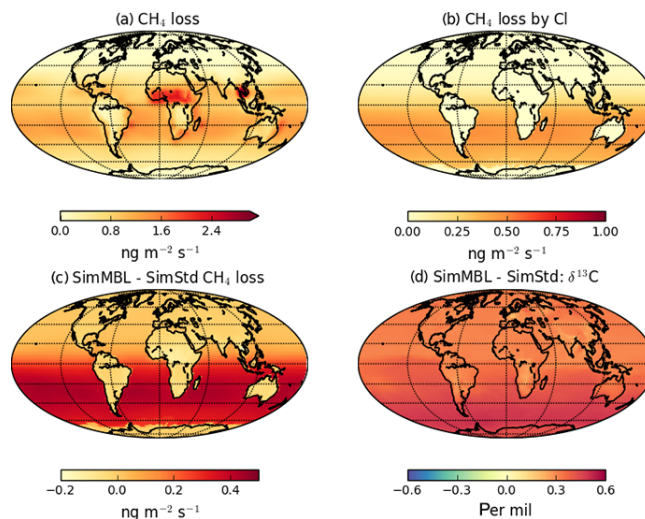 (a) CH₄ loss
(b) CH₄ loss by Cl
0.0 0.8 1.6 2.4
ng m⁻² s⁻¹
0.00 0.25 0.50 0.75 1.00
ng m⁻² s⁻¹
(c) SimMBL - SimStd CH₄ loss
(d) SimMBL - SimStd: δ¹³C
−0.2 0.0 0.2 0.4
ng m⁻² s⁻¹
−0.6 −0.3 0.0 0.3 0.6
Per mil